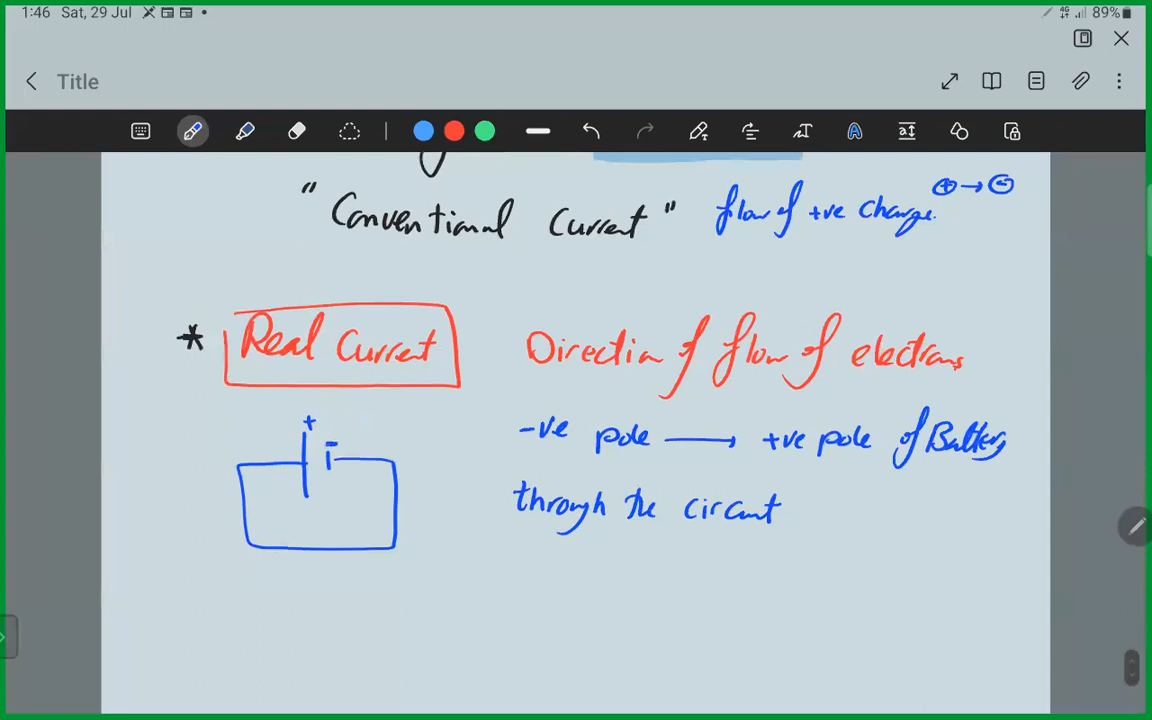 1:46 Sat, 29 Jul
4G 89%
Title
"Conventional Current" flow of +ve charge. + → -
* Real Current Direction of flow of electrons
-ve pole → +ve pole of Battery
through the circuit
+ -